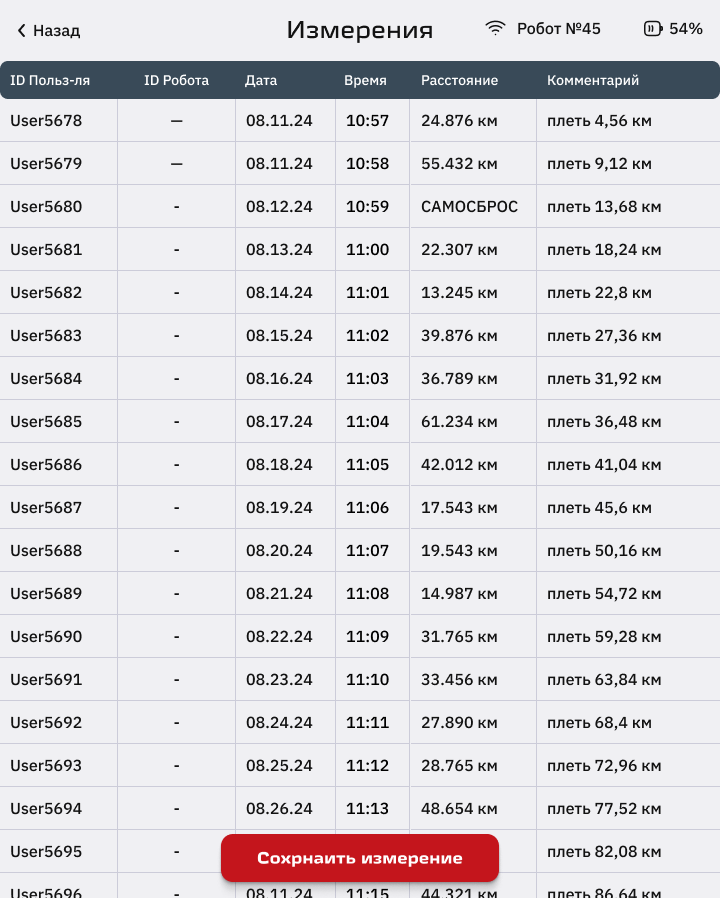 Назад Измерения Робот №45 54%
ID Польз-ля ID Робота Дата Время Расстояние Комментарий
User5678 — 08.11.24 10:57 24.876 км плеть 4,56 км
User5679 — 08.11.24 10:58 55.432 км плеть 9,12 км
User5680 - 08.12.24 10:59 САМОСБРОС плеть 13,68 км
User5681 - 08.13.24 11:00 22.307 км плеть 18,24 км
User5682 - 08.14.24 11:01 13.245 км плеть 22,8 км
User5683 - 08.15.24 11:02 39.876 км плеть 27,36 км
User5684 - 08.16.24 11:03 36.789 км плеть 31,92 км
User5685 - 08.17.24 11:04 61.234 км плеть 36,48 км
User5686 - 08.18.24 11:05 42.012 км плеть 41,04 км
User5687 - 08.19.24 11:06 17.543 км плеть 45,6 км
User5688 - 08.20.24 11:07 19.543 км плеть 50,16 км
User5689 - 08.21.24 11:08 14.987 км плеть 54,72 км
User5690 - 08.22.24 11:09 31.765 км плеть 59,28 км
User5691 - 08.23.24 11:10 33.456 км плеть 63,84 км
User5692 - 08.24.24 11:11 27.890 км плеть 68,4 км
User5693 - 08.25.24 11:12 28.765 км плеть 72,96 км
User5694 - 08.26.24 11:13 48.654 км плеть 77,52 км
User5695 - плеть 82,08 км
Сохрнаить измерение
User5696 - 08.11.24 11:15 44.321 км плеть 86,64 км